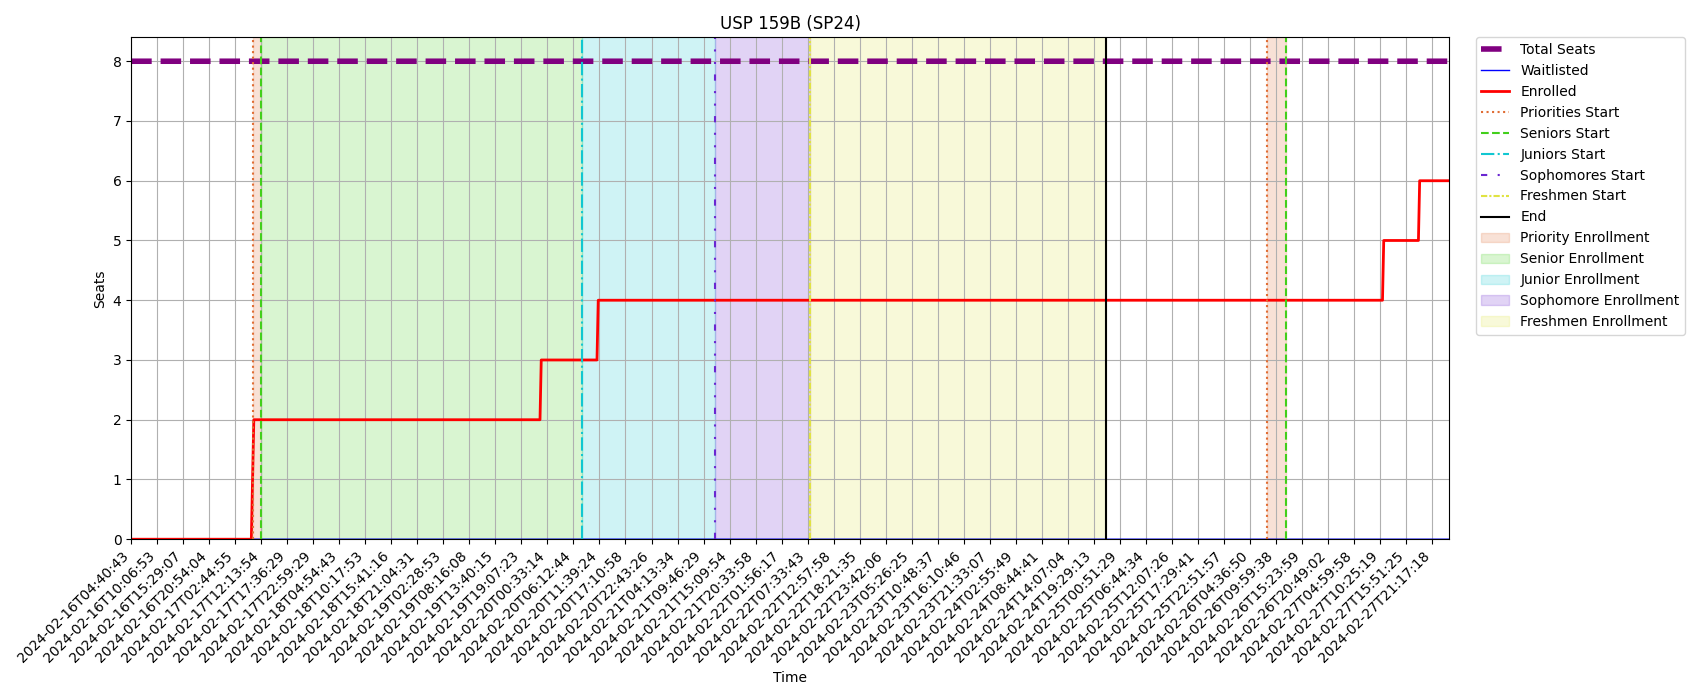 USP 159B (SP24)
Seats
8
7
6
5
4
3
2
1
0
2024-02-16T04:40:43
2024-02-16T10:06:53
2024-02-16T15:29:07
2024-02-16T20:54:04
2024-02-17T02:44:55
2024-02-17T12:13:54
2024-02-17T17:36:29
2024-02-17T22:59:29
2024-02-18T04:54:43
2024-02-18T10:17:53
2024-02-18T15:41:16
2024-02-18T21:04:31
2024-02-19T02:28:53
2024-02-19T08:16:08
2024-02-19T13:40:15
2024-02-19T19:07:23
2024-02-20T00:33:14
2024-02-20T06:12:44
2024-02-20T11:39:24
2024-02-20T17:10:58
2024-02-20T22:43:26
2024-02-21T04:13:34
2024-02-21T09:46:29
2024-02-21T15:09:54
2024-02-21T20:33:58
2024-02-22T01:56:17
2024-02-22T07:33:43
2024-02-22T12:57:58
2024-02-22T18:21:35
2024-02-22T23:42:06
2024-02-23T05:26:25
2024-02-23T10:48:37
2024-02-23T16:10:46
2024-02-23T21:33:07
2024-02-24T02:55:49
2024-02-24T08:44:41
2024-02-24T14:07:04
2024-02-24T19:29:13
2024-02-25T00:51:29
2024-02-25T06:44:34
2024-02-25T12:07:26
2024-02-25T17:29:41
2024-02-25T22:51:57
2024-02-26T04:36:50
2024-02-26T09:59:38
2024-02-26T15:23:59
2024-02-26T20:49:02
2024-02-27T04:59:58
2024-02-27T10:25:19
2024-02-27T15:51:25
2024-02-27T21:17:18
Time
Total Seats
Waitlisted
Enrolled
Priorities Start
Seniors Start
Juniors Start
Sophomores Start
Freshmen Start
End
Priority Enrollment
Senior Enrollment
Junior Enrollment
Sophomore Enrollment
Freshmen Enrollment